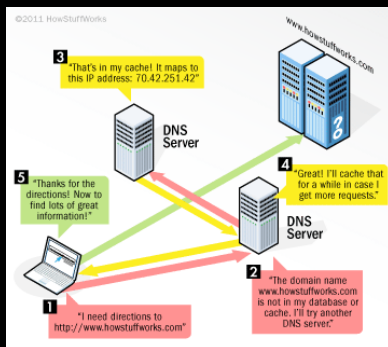 ©2011 HowStuffWorks
www.howstuffworks.com
3
"That's in my cache! It maps to
this IP address: 70.42.251.42"
DNS
Server
?
5
"Thanks for the
directions! Now to
find lots of great
information!"
4
"Great! I'll cache that
for a while in case I
get more requests."
DNS
Server
1
"I need directions to
http://www.howstuffworks.com"
2
"The domain name
www.howstuffworks.com
is not in my database or
cache. I'll try another
DNS server."